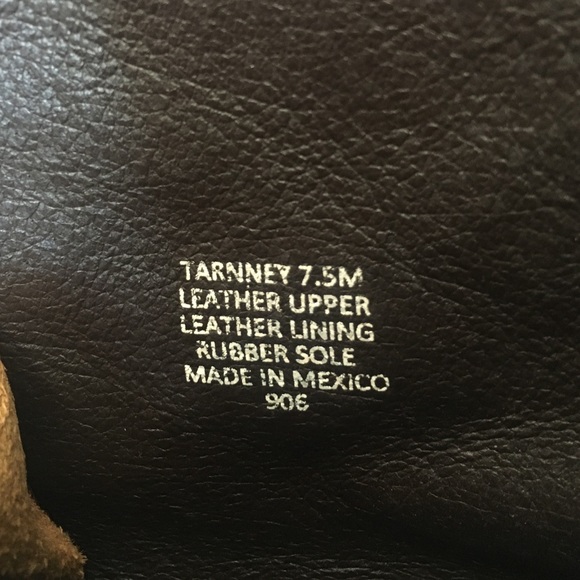 TARNNEY 7.5M
LEATHER UPPER
LEATHER LINING
RUBBER SOLE
MADE IN MEXICO
906